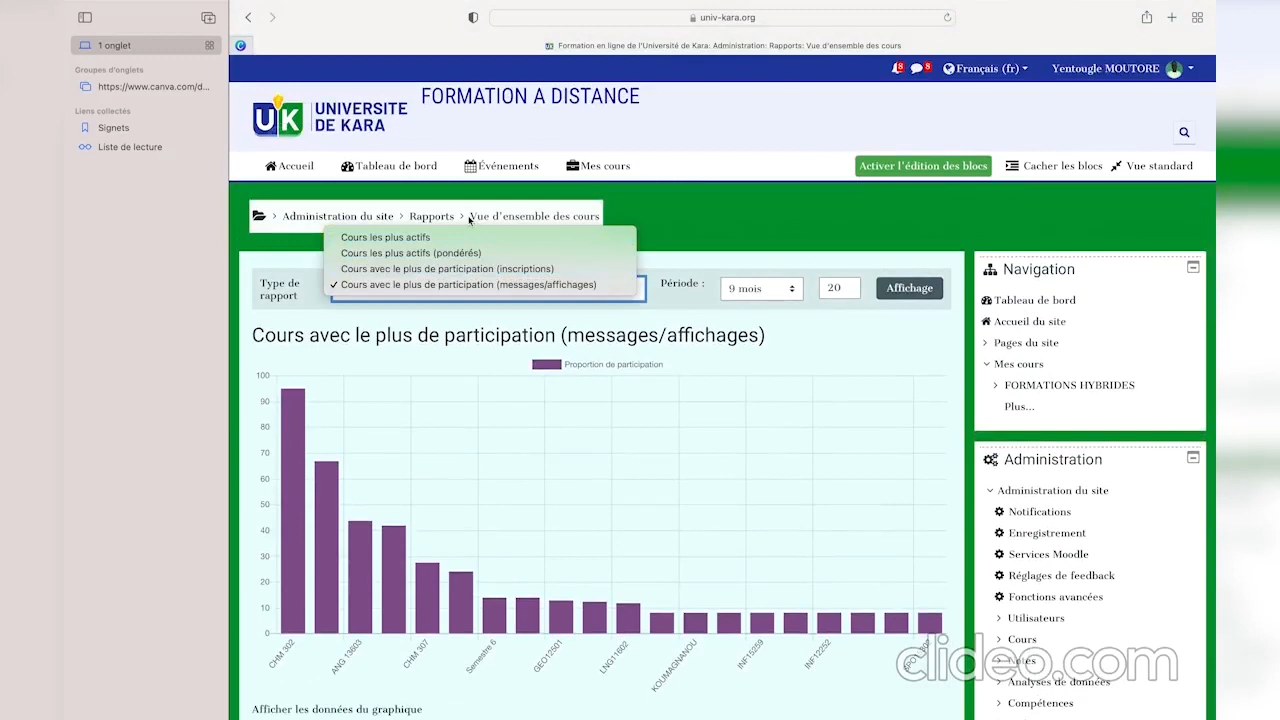 1 onglet
Groupes d'onglets
https://www.canva.com/d...
Liens collectés
Signets
Liste de lecture
univ-kara.org
Formation en ligne de l'Université de Kara: Administration: Rapports: Vue d'ensemble des cours
8 8 Français (fr) Yentougle MOUTORE
UK UNIVERSITE DE KARA
FORMATION A DISTANCE
Accueil Tableau de bord Événements Mes cours Activer l'édition des blocs Cacher les blocs Vue standard
Administration du site > Rapports > Vue d'ensemble des cours
Cours les plus actifs
Cours les plus actifs (pondérés)
Cours avec le plus de participation (inscriptions)
✓ Cours avec le plus de participation (messages/affichages)
Type de rapport
Période :
9 mois
20
Affichage
Cours avec le plus de participation (messages/affichages)
Proportion de participation
100
90
80
70
60
50
40
30
20
10
0
CHM 302
ANG 13603
CHM 307
Semestre 6
GEO12501
LNG11602
KOUMAGNANOU
INF15259
INF12252
Afficher les données du graphique
Navigation
Tableau de bord
Accueil du site
Pages du site
Mes cours
FORMATIONS HYBRIDES
Plus...
Administration
Administration du site
Notifications
Enregistrement
Services Moodle
Réglages de feedback
Fonctions avancées
Utilisateurs
Cours
Notes
Analyses de données
Compétences
clideo.com